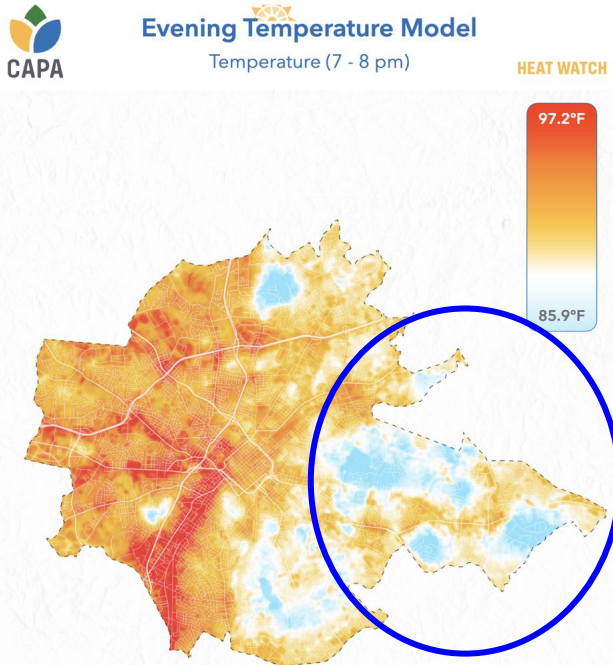 Evening Temperature Model
Temperature (7 - 8 pm)
CAPA
HEAT WATCH
97.2°F
85.9°F